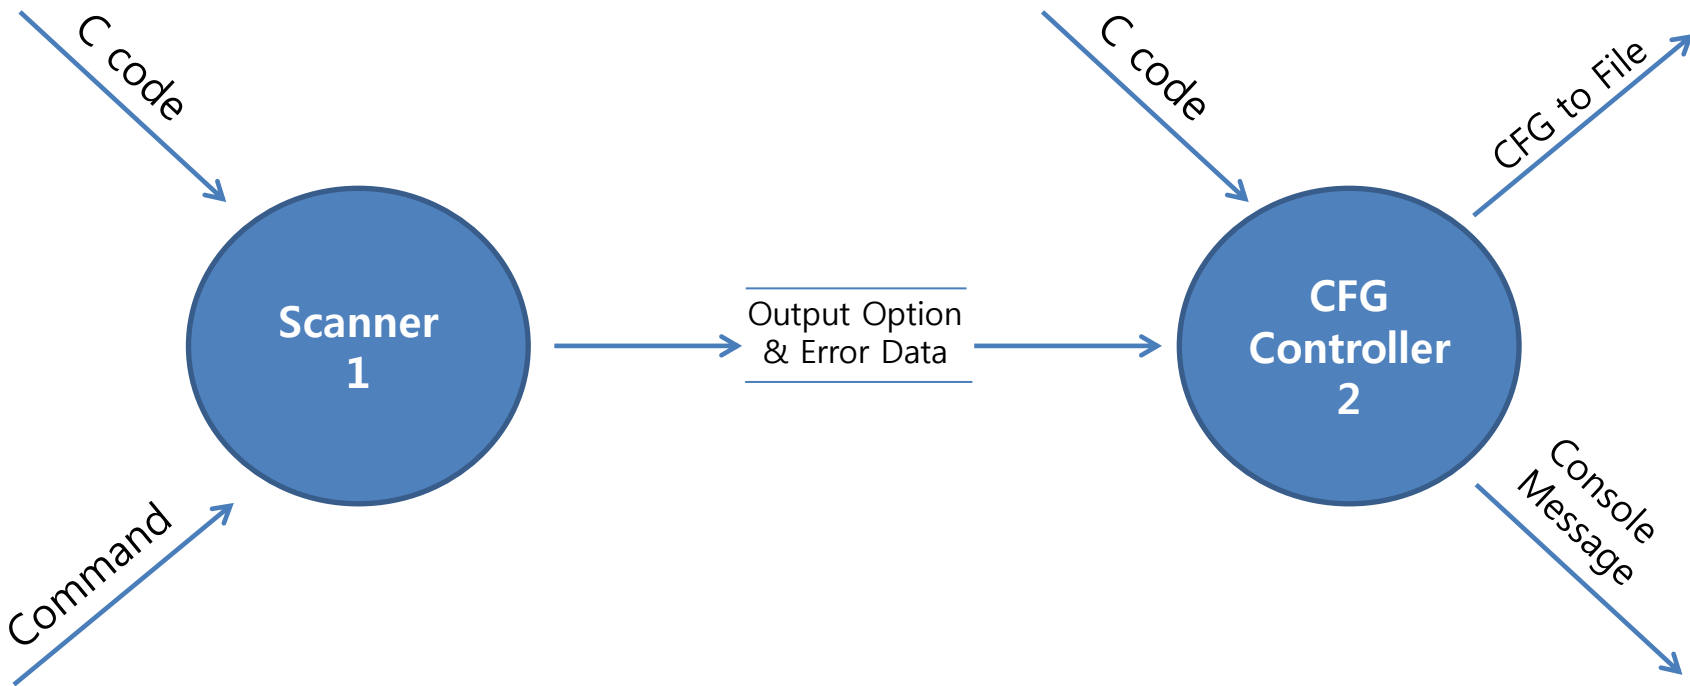 C code
Command
Scanner
1
Output Option
& Error Data
C code
CFG
Controller
2
CFG to File
Console
Message